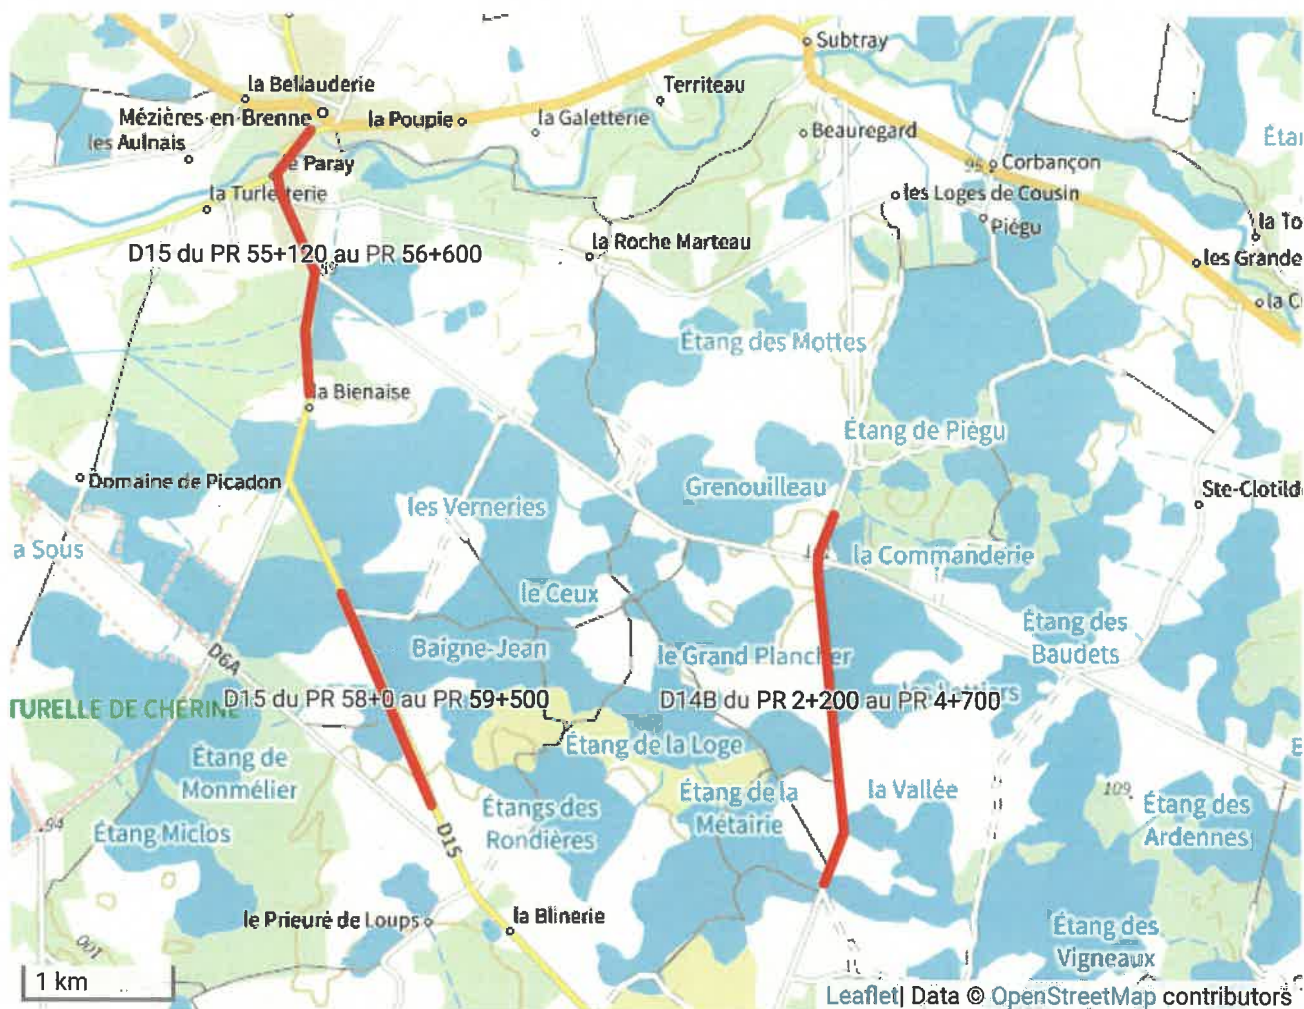 Subtray
la Bellauderie
Territeau
Mézières-en-Brenne
la Poupie
la Galetterie
Beauregard
les Aulnais
Paray
95
Corbançon
la Turleterie
les Loges de Cousin
Piégu
la To
D15 du PR 55+120 au PR 56+600
la Roche Marteau
les Grande
la C
Étang des Mottes
la Bienaise
Étang de Piégu
Domaine de Picadon
Grenouilleau
Ste-Clotild
les Verneries
a Sous
la Commanderie
le Ceux
Étang des
Baudets
Baigne-Jean
le Grand Plancher
D6A
TURELLE DE CHÉRINE
D15 du PR 58+0 au PR 59+500
D14B du PR 2+200 au PR 4+700
Étang de la Loge
Étang de
Monmélier
Étang de la
Métairie
la Vallée
109
Étang des
Ardennes
Étangs des
Rondières
94
Étang Miclos
D15
le Prieuré de Loups
la Blinerie
Étang des
Vigneaux
100
1 km
Leaflet | Data © OpenStreetMap contributors